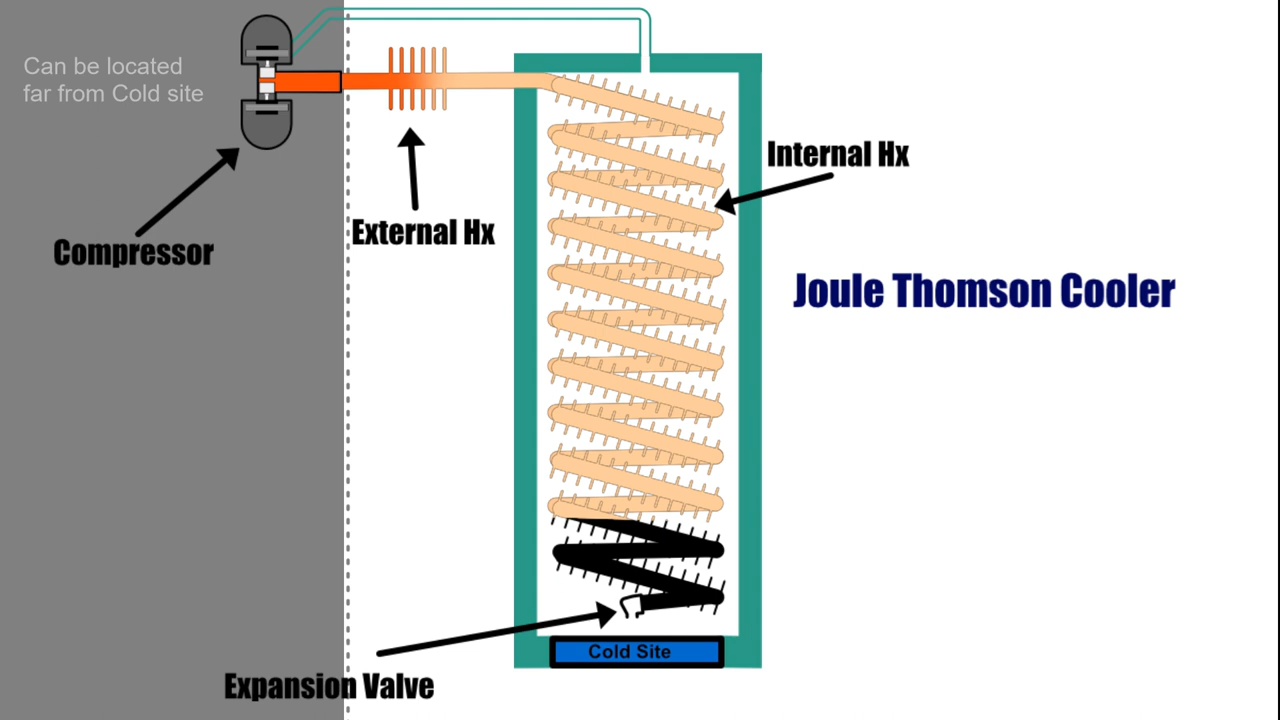 Can be located
far from Cold site
Internal Hx
External Hx
Compressor
Joule Thomson Cooler
Cold Site
Expansion Valve